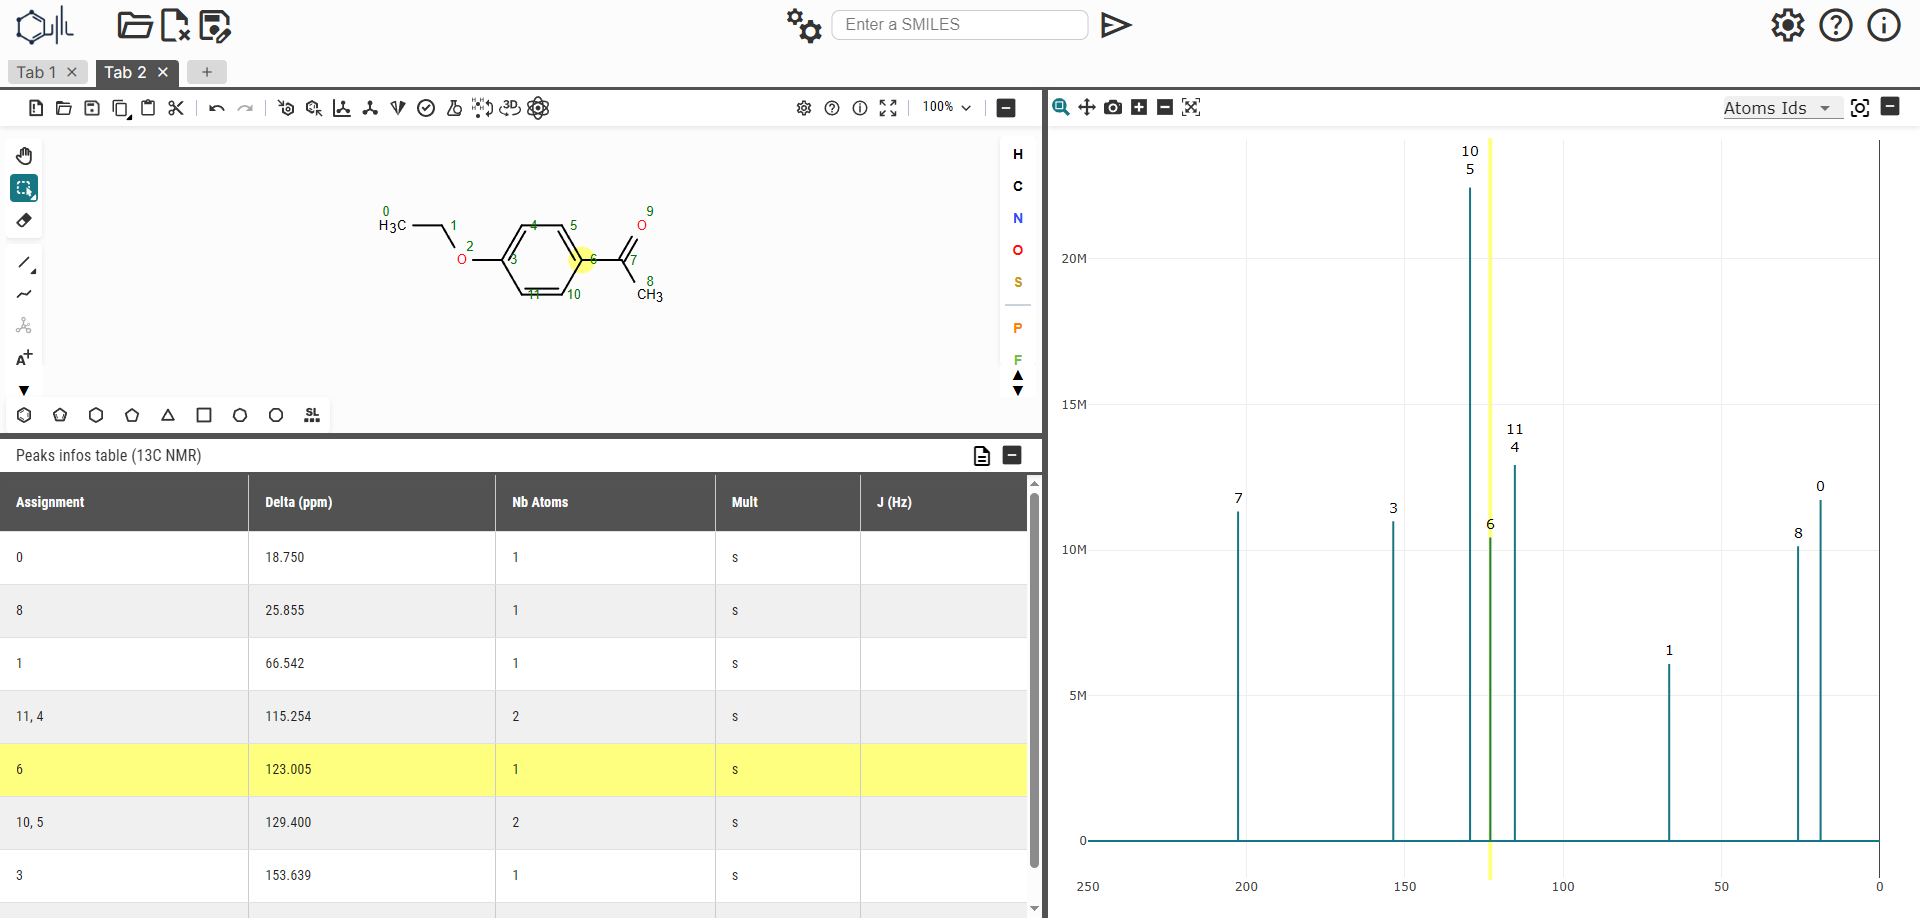 Enter a SMILES
Tab 1 ×
Tab 2 ×
+
100%
3D
Atoms Ids
A+
H
C
N
O
S
P
F
0
H3C
1
2
O
3
4
5
6
7
8
CH3
9
O
10
11
SL
Peaks infos table (13C NMR)
Assignment Delta (ppm) Nb Atoms Mult J (Hz)
0 18.750 1 s
8 25.855 1 s
1 66.542 1 s
11, 4 115.254 2 s
6 123.005 1 s
10, 5 129.400 2 s
3 153.639 1 s
10
5
11
4
7
3
6
1
8
0
20M
15M
10M
5M
0
250 200 150 100 50 0